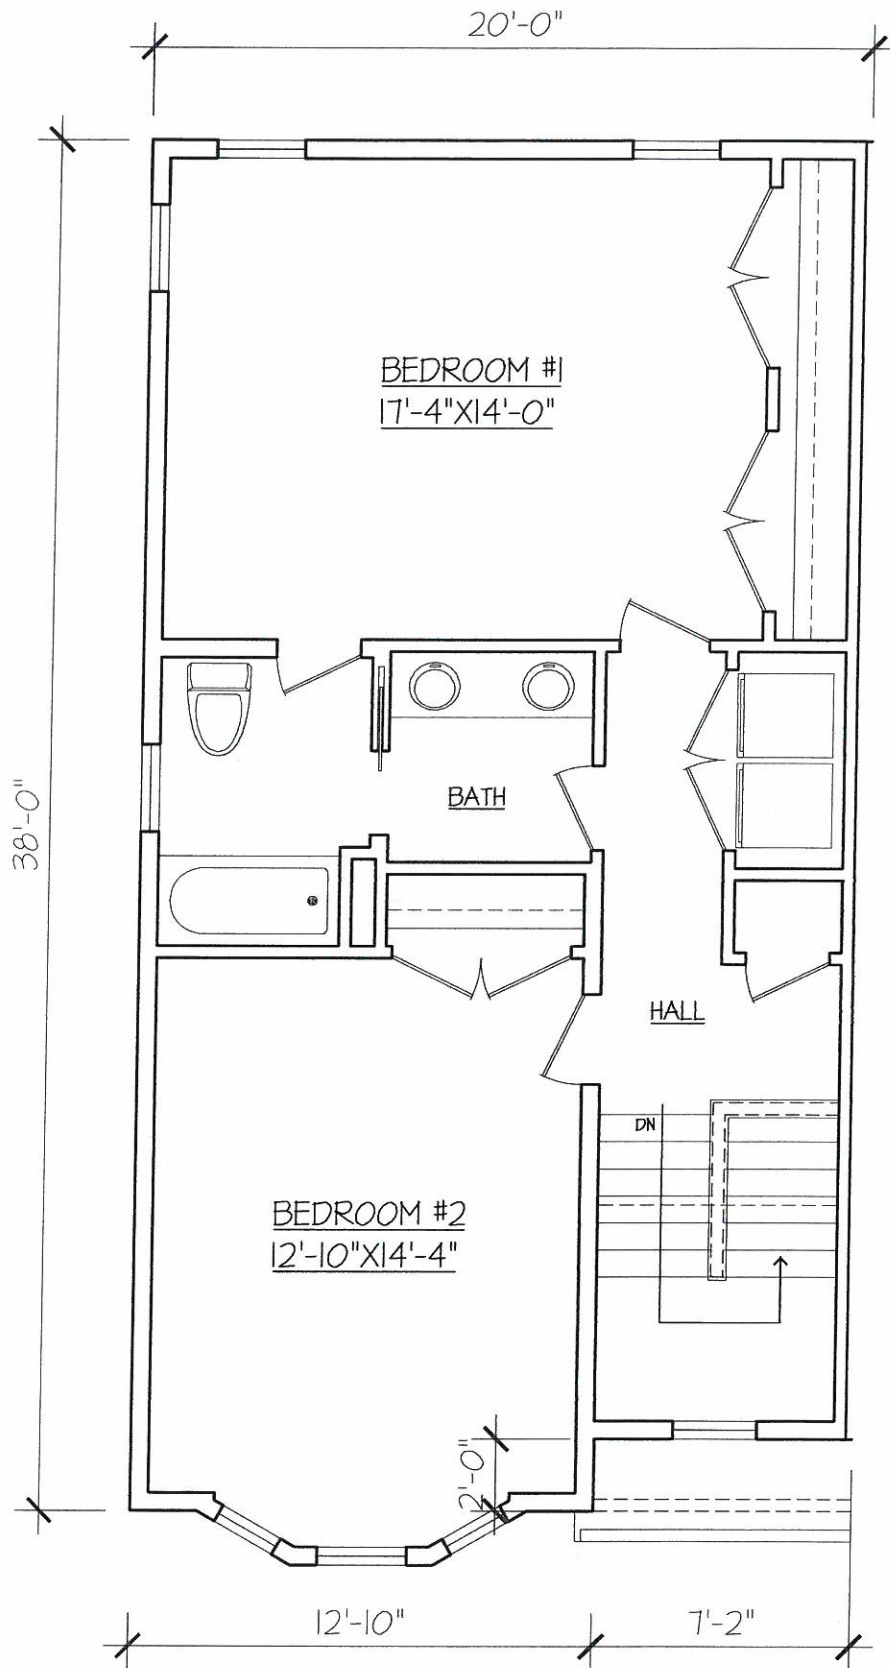 20'-0"
BEDROOM #1
17'-4"X14'-0"
38'-0"
BATH
HALL
DN
BEDROOM #2
12'-10"X14'-4"
2'-0"
12'-10"
7'-2"